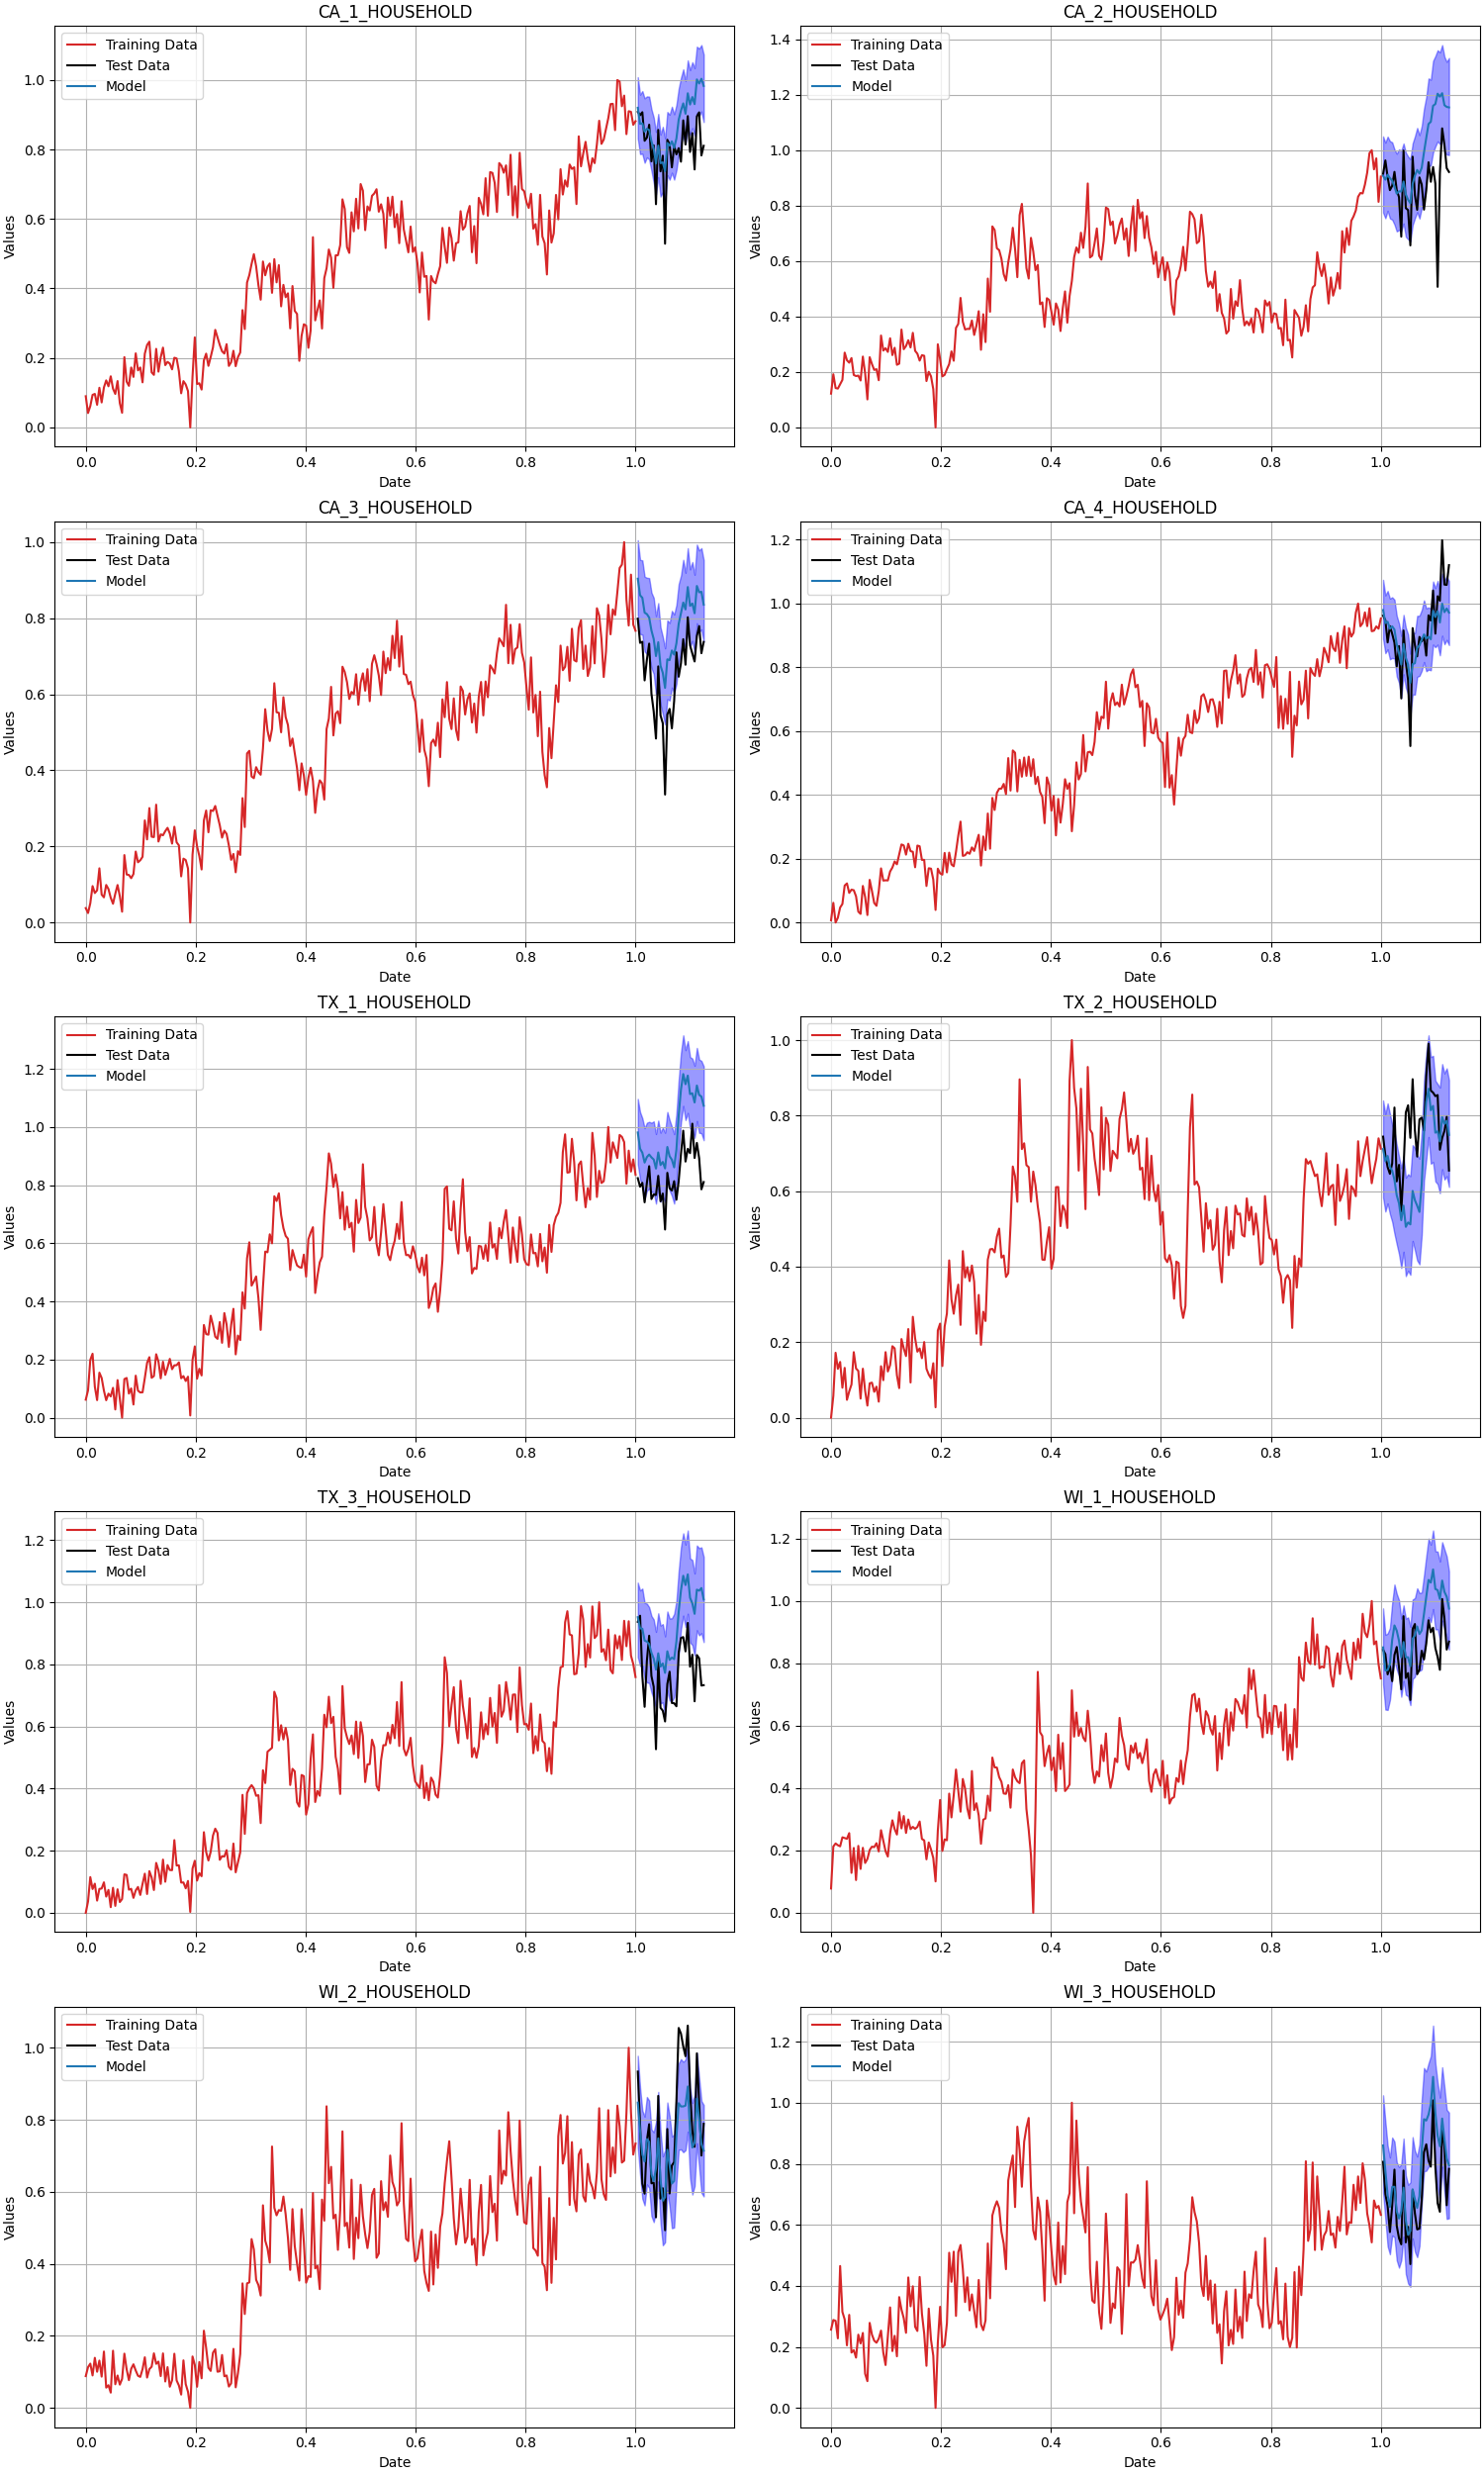 CA_1_HOUSEHOLD
Training Data
Test Data
Model
1.0
0.8
0.6
0.4
0.2
0.0
Values
0.0 0.2 0.4 0.6 0.8 1.0
Date
CA_2_HOUSEHOLD
Training Data
Test Data
Model
1.4
1.2
1.0
0.8
0.6
0.4
0.2
0.0
Values
0.0 0.2 0.4 0.6 0.8 1.0
Date
CA_3_HOUSEHOLD
Training Data
Test Data
Model
1.0
0.8
0.6
0.4
0.2
0.0
Values
0.0 0.2 0.4 0.6 0.8 1.0
Date
CA_4_HOUSEHOLD
Training Data
Test Data
Model
1.2
1.0
0.8
0.6
0.4
0.2
0.0
Values
0.0 0.2 0.4 0.6 0.8 1.0
Date
TX_1_HOUSEHOLD
Training Data
Test Data
Model
1.2
1.0
0.8
0.6
0.4
0.2
0.0
Values
0.0 0.2 0.4 0.6 0.8 1.0
Date
TX_2_HOUSEHOLD
Training Data
Test Data
Model
1.0
0.8
0.6
0.4
0.2
0.0
Values
0.0 0.2 0.4 0.6 0.8 1.0
Date
TX_3_HOUSEHOLD
Training Data
Test Data
Model
1.2
1.0
0.8
0.6
0.4
0.2
0.0
Values
0.0 0.2 0.4 0.6 0.8 1.0
Date
WI_1_HOUSEHOLD
Training Data
Test Data
Model
1.2
1.0
0.8
0.6
0.4
0.2
0.0
Values
0.0 0.2 0.4 0.6 0.8 1.0
Date
WI_2_HOUSEHOLD
Training Data
Test Data
Model
1.0
0.8
0.6
0.4
0.2
0.0
Values
0.0 0.2 0.4 0.6 0.8 1.0
Date
WI_3_HOUSEHOLD
Training Data
Test Data
Model
1.2
1.0
0.8
0.6
0.4
0.2
0.0
Values
0.0 0.2 0.4 0.6 0.8 1.0
Date